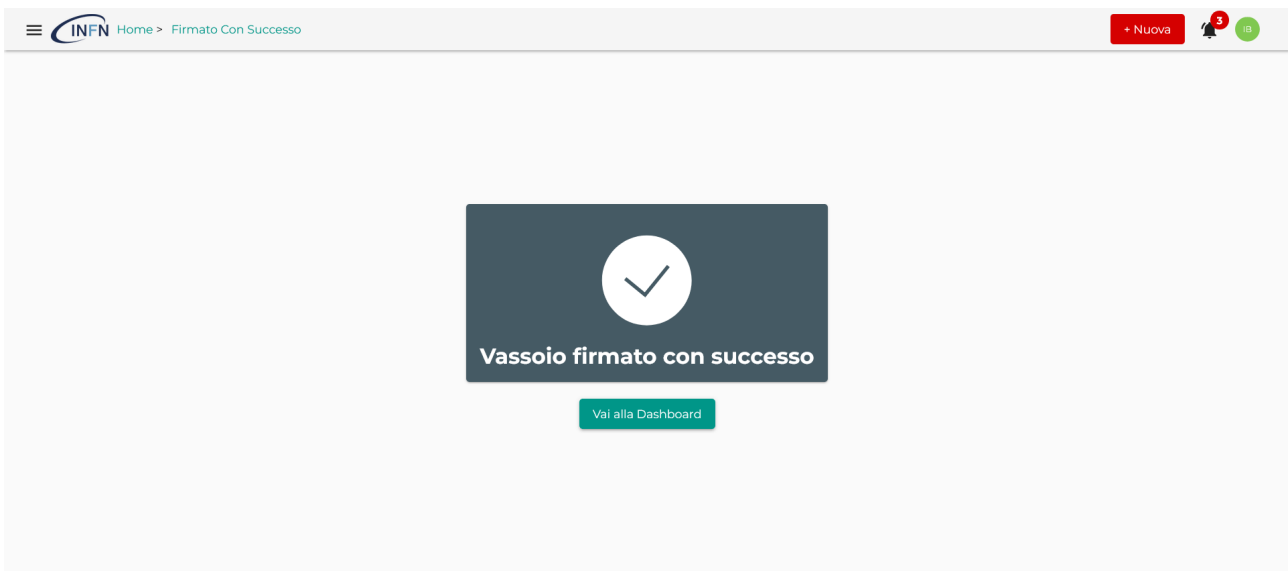 INFN Home > Firmato Con Successo + Nuova 3 IB
Vassoio firmato con successo
Vai alla Dashboard